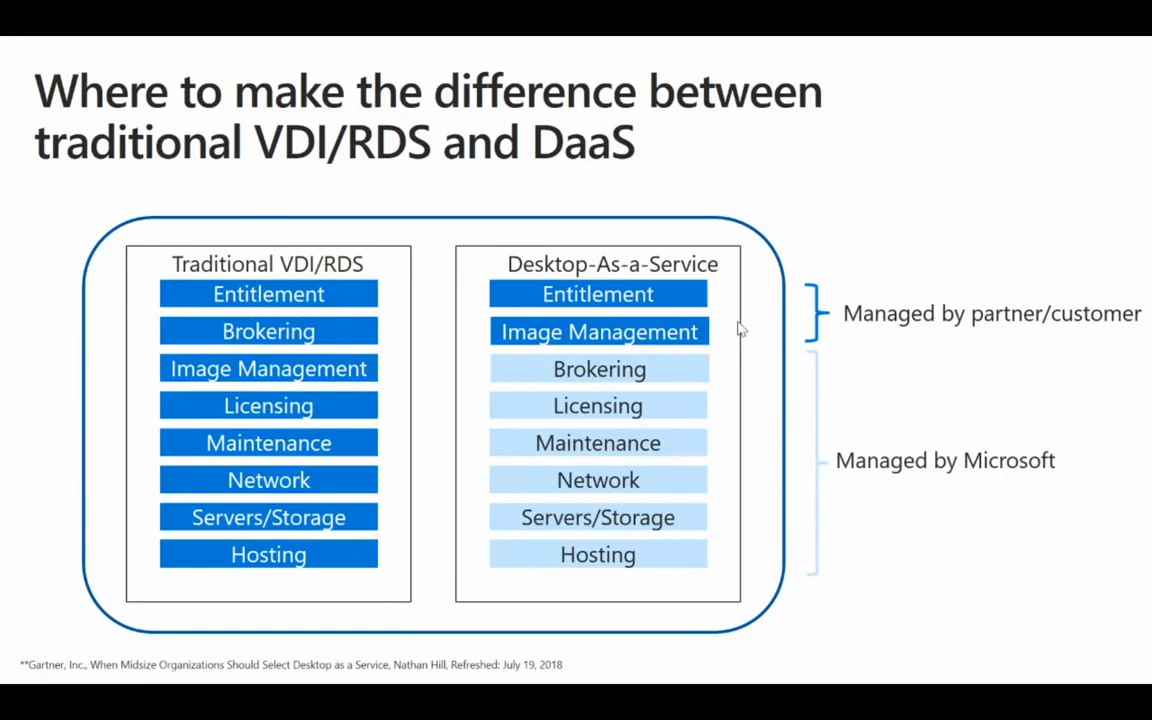 Where to make the difference between
traditional VDI/RDS and DaaS
Traditional VDI/RDS
Entitlement
Brokering
Image Management
Licensing
Maintenance
Network
Servers/Storage
Hosting
Desktop-As-a-Service
Entitlement
Image Management
Brokering
Licensing
Maintenance
Network
Servers/Storage
Hosting
Managed by partner/customer
Managed by Microsoft
**Gartner, Inc., When Midsize Organizations Should Select Desktop as a Service, Nathan Hill, Refreshed: July 19, 2018